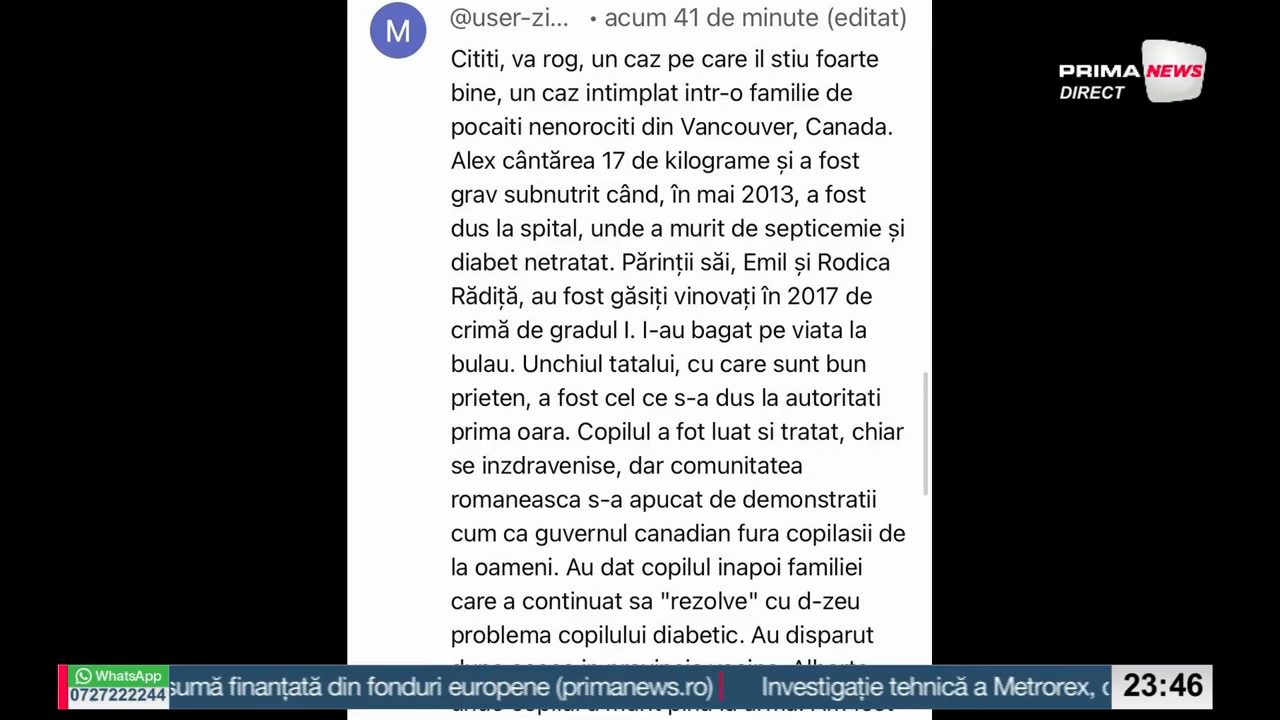 M
@user-zi... • acum 41 de minute (editat)
Cititi, va rog, un caz pe care il stiu foarte
bine, un caz intimplat intr-o familie de
pocaiti nenorociti din Vancouver, Canada.
Alex cântărea 17 de kilograme și a fost
grav subnutrit când, în mai 2013, a fost
dus la spital, unde a murit de septicemie și
diabet netratat. Părinții săi, Emil și Rodica
Rădiță, au fost găsiți vinovați în 2017 de
crimă de gradul I. I-au bagat pe viata la
bulau. Unchiul tatalui, cu care sunt bun
prieten, a fost cel ce s-a dus la autoritati
prima oara. Copilul a fot luat si tratat, chiar
se inzdravenise, dar comunitatea
romaneasca s-a apucat de demonstratii
cum ca guvernul canadian fura copilasii de
la oameni. Au dat copilul inapoi familiei
care a continuat sa "rezolve" cu d-zeu
problema copilului diabetic. Au disparut
PRIMA NEWS
DIRECT
WhatsApp
0727222244
sumă finanțată din fonduri europene (primanews.ro)
Investigație tehnică a Metrorex,
23:46